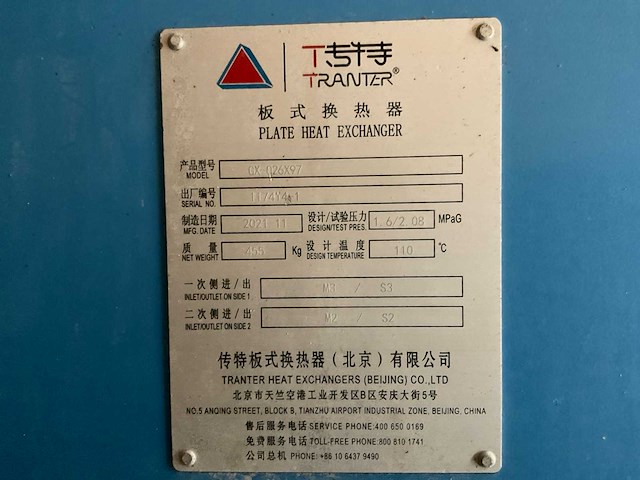 传特
TRANTER®
板式换热器
PLATE HEAT EXCHANGER
产品型号 MODEL GX-026X97
出厂编号 SERIAL NO.
制造日期 MFG. DATE 2021.11 设计/试验压力 DESIGN/TEST PRES. 1.6/2.08 MPaG
质 量 NET WEIGHT 455 Kg 设计温度 DESIGN TEMPERATURE 110 ℃
一次侧进/出 INLET/OUTLET ON SIDE 1 M3 / S3
二次侧进/出 INLET/OUTLET ON SIDE 2 M2 / S2
传特板式换热器(北京)有限公司
TRANTER HEAT EXCHANGERS (BEIJING) CO.,LTD
北京市天竺空港工业开发区B区安庆大街5号
NO.5 ANQING STREET, BLOCK B, TIANZHU AIRPORT INDUSTRIAL ZONE, BEIJING, CHINA
售后服务电话 SERVICE PHONE:400 650 0169
免费服务电话 TOLL-FREE PHONE:800 810 1741
公司总机 PHONE: +86 10 6437 9490